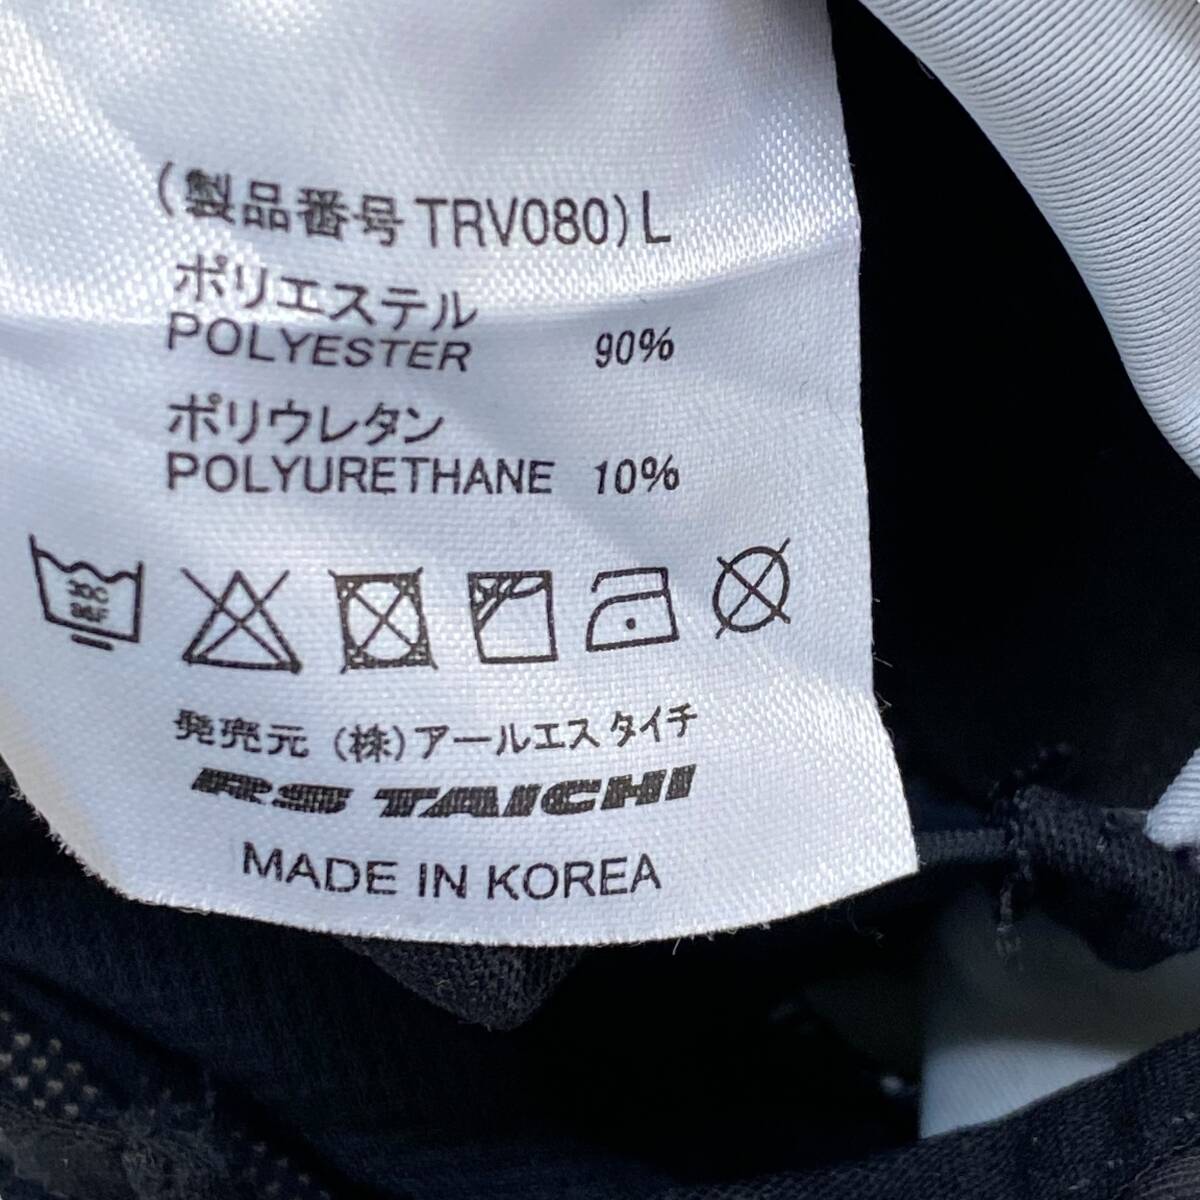 (製品番号 TRV080) L
ポリエステル
POLYESTER 90%
ポリウレタン
POLYURETHANE 10%
発売元 (株)アールエスタイチ
RS TAICHI
MADE IN KOREA